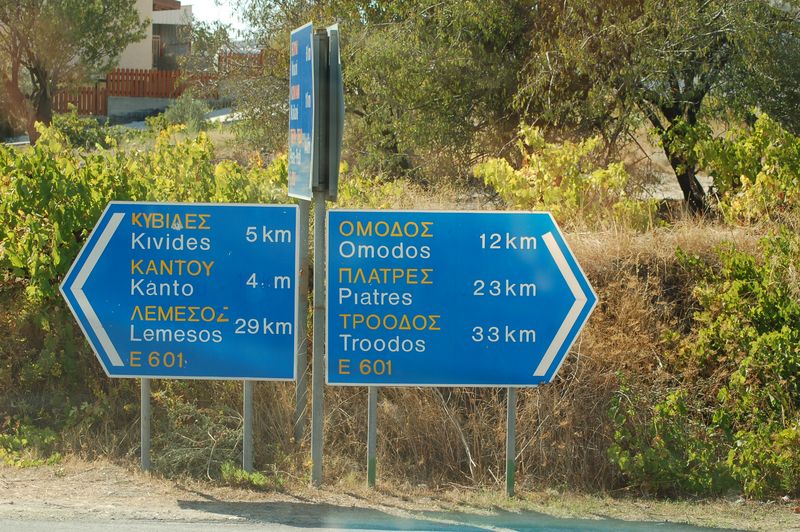 ΚΥΒΙΔΕΣ
Kivides 5 km
ΚΑΝΤΟΥ
Kanto 4 m
ΛΕΜΕΣΟΣ
Lemesos 29 km
E 601
ΟΜΟΔΟΣ
Omodos 12 km
ΠΛΑΤΡΕΣ
Platres 23 km
ΤΡΟΟΔΟΣ
Troodos 33 km
E 601